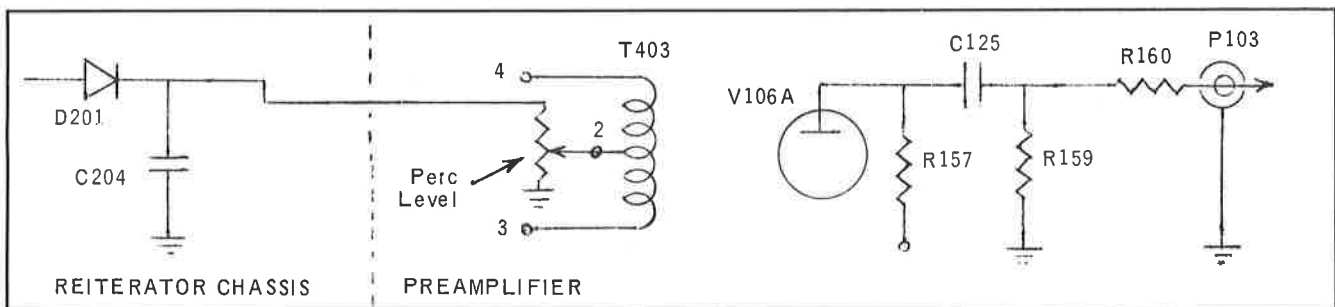 T403
C125
P103
R160
4
V106A
D201
2
R157
R159
C204
Perc
Level
3
REITERATOR CHASSIS
PREAMPLIFIER